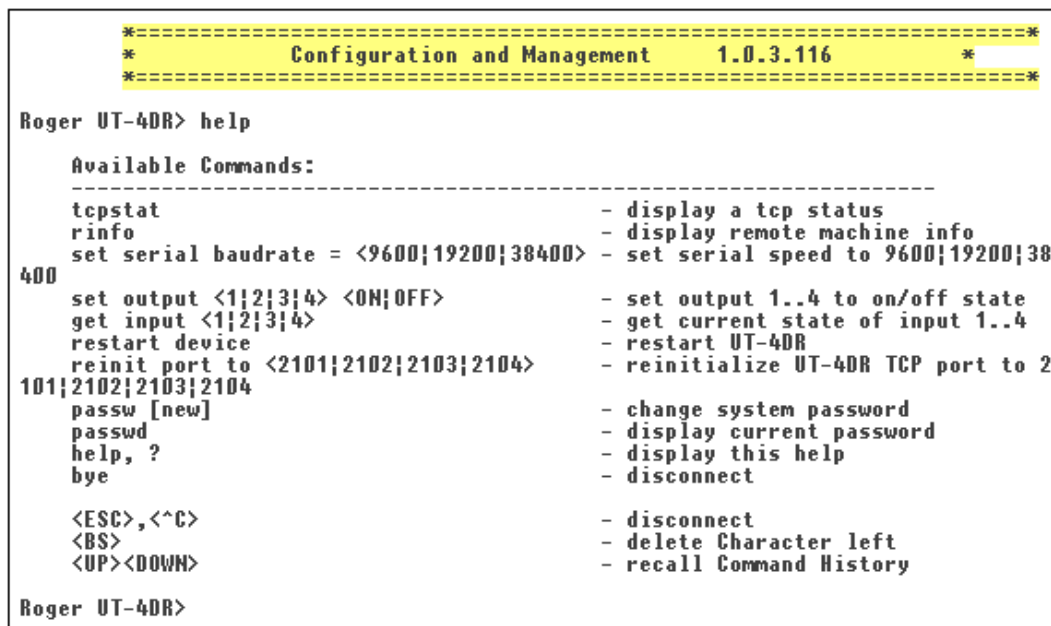 *=====================================================================*
*            Configuration and Management     1.0.3.116          *
*=====================================================================*
Roger UT-4DR> help
Available Commands:
-------------------------------------------------------------------
tcpstat - display a tcp status
rinfo - display remote machine info
set serial baudrate = <9600|19200|38400> - set serial speed to 9600|19200|38
400
set output <1|2|3|4> <ON|OFF> - set output 1..4 to on/off state
get input <1|2|3|4> - get current state of input 1..4
restart device - restart UT-4DR
reinit port to <2101|2102|2103|2104> - reinitialize UT-4DR TCP port to 2
101|2102|2103|2104
passw [new] - change system password
passwd - display current password
help, ? - display this help
bye - disconnect
<ESC>,<^C> - disconnect
<BS> - delete Character left
<UP><DOWN> - recall Command History
Roger UT-4DR>